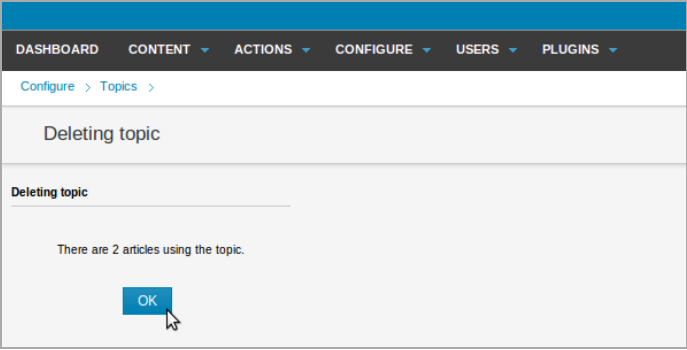 DASHBOARD CONTENT ACTIONS CONFIGURE USERS PLUGINS
Configure > Topics >
Deleting topic
Deleting topic
There are 2 articles using the topic.
OK